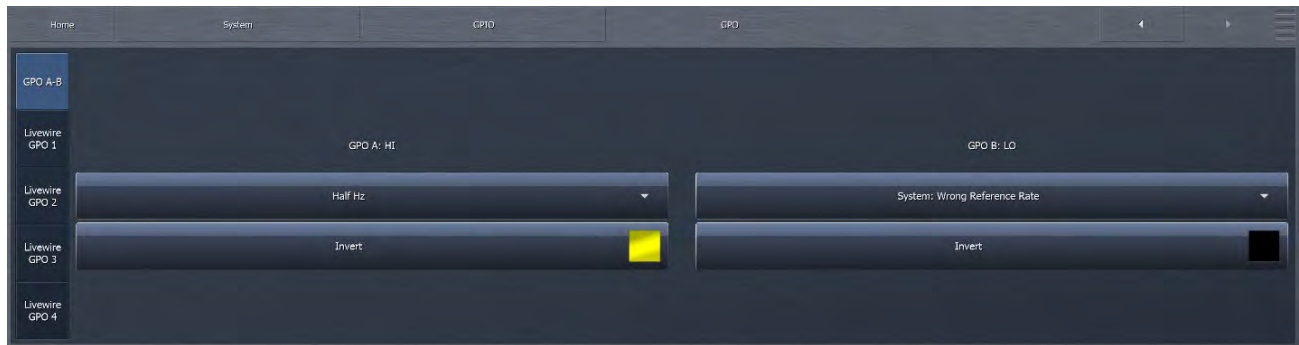 Home System GPIO GPO
GPO A-B
Livewire
GPO 1
GPO A: HI GPO B: LO
Livewire
GPO 2
Half Hz System: Wrong Reference Rate
Livewire
GPO 3
Invert Invert
Livewire
GPO 4